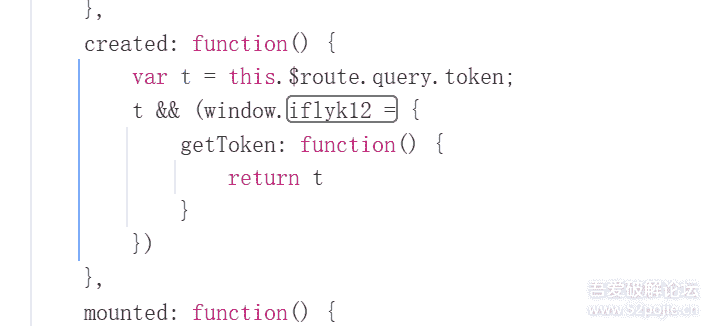 },
created: function() {
var t = this.$route.query.token;
t && (window.iflyk12 = {
getToken: function() {
return t
}
})
},
mounted: function() {
吾爱破解论坛
www.52pojie.cn